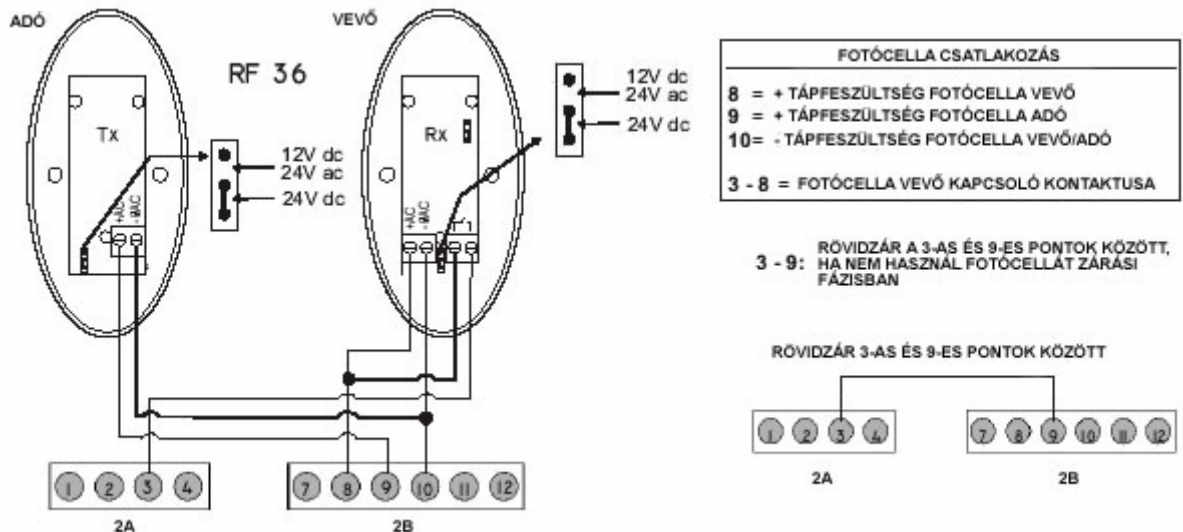 ADÓ
VEVŐ
RF 36
Tx
Rx
12V dc
24V ac
24V dc
12V dc
24V ac
24V dc
+AC
-ØAC
+AC
-ØAC
1 2 3 4
2A
7 8 9 10 11 12
2B
FOTÓCELLA CSATLAKOZÁS
8 = + TÁPFESZÜLTSÉG FOTÓCELLA VEVŐ
9 = + TÁPFESZÜLTSÉG FOTÓCELLA ADÓ
10= - TÁPFESZÜLTSÉG FOTÓCELLA VEVŐ/ADÓ
3 - 8 = FOTÓCELLA VEVŐ KAPCSOLÓ KONTAKTUSA
3 - 9: RÖVIDZÁR A 3-AS ÉS 9-ES PONTOK KÖZÖTT,
HA NEM HASZNÁL FOTÓCELLÁT ZÁRÁSI
FÁZISBAN
RÖVIDZÁR 3-AS ÉS 9-ES PONTOK KÖZÖTT
1 2 3 4
2A
7 8 9 10 11 12
2B